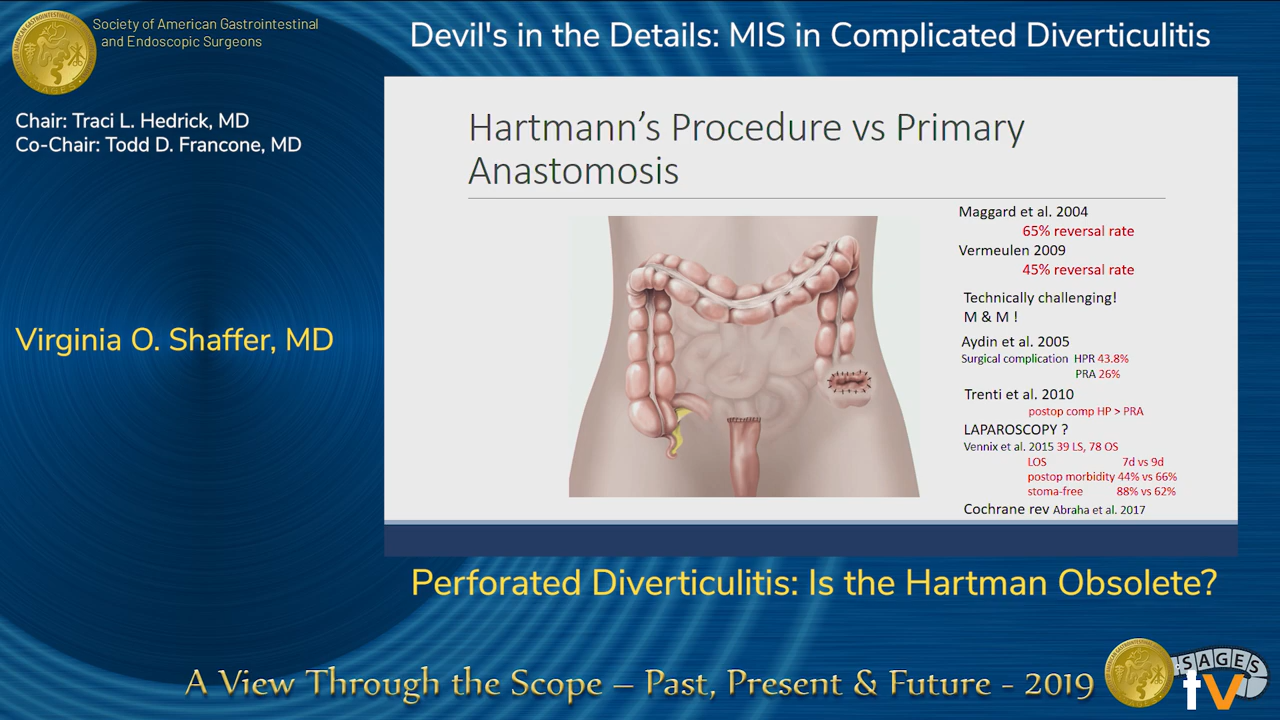 Society of American Gastrointestinal
and Endoscopic Surgeons
Devil's in the Details: MIS in Complicated Diverticulitis
Chair: Traci L. Hedrick, MD
Co-Chair: Todd D. Francone, MD
Virginia O. Shaffer, MD
Hartmann’s Procedure vs Primary
Anastomosis
Maggard et al. 2004
65% reversal rate
Vermeulen 2009
45% reversal rate
Technically challenging!
M & M !
Aydin et al. 2005
Surgical complication HPR 43.8%
PRA 26%
Trenti et al. 2010
postop comp HP > PRA
LAPAROSCOPY ?
Vennix et al. 2015 39 LS, 78 OS
LOS 7d vs 9d
postop morbidity 44% vs 66%
stoma-free 88% vs 62%
Cochrane rev Abraha et al. 2017
Perforated Diverticulitis: Is the Hartman Obsolete?
A View Through the Scope – Past, Present & Future - 2019
SAGES
tv